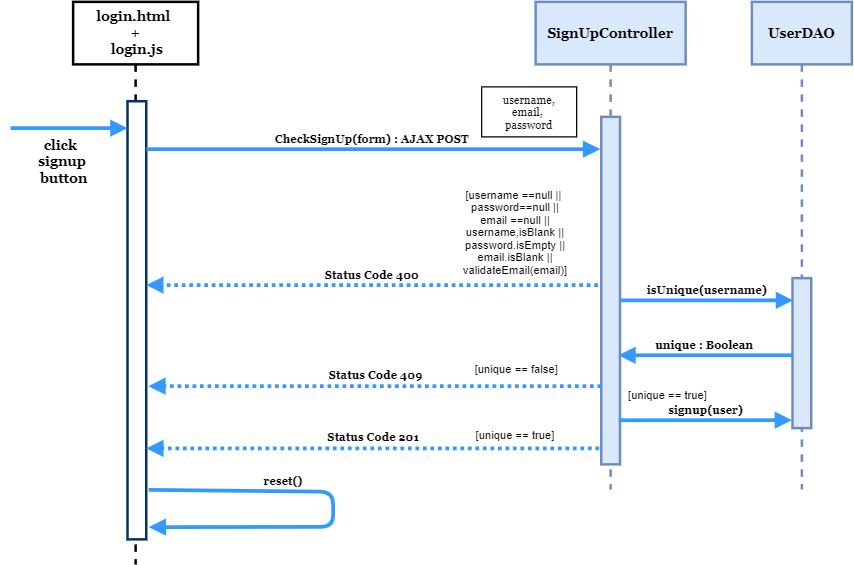 login.html
+
login.js
SignUpController
UserDAO
username,
email,
password
click
signup
button
CheckSignUp(form) : AJAX POST
[username ==null ||
password==null ||
email ==null ||
username,isBlank ||
password.isEmpty ||
email.isBlank ||
validateEmail(email)]
Status Code 400
isUnique(username)
unique : Boolean
Status Code 409
[unique == false]
[unique == true]
signup(user)
Status Code 201
[unique == true]
reset()